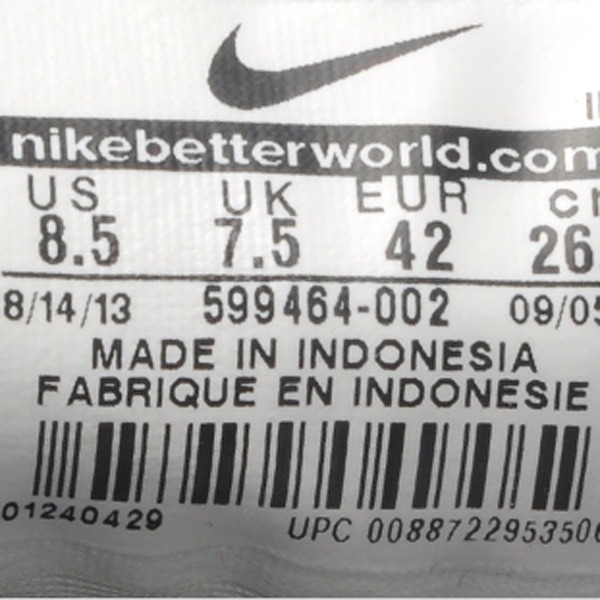 nikebetterworld.com
US UK EUR
8.5 7.5 42 26
8/14/13 599464-002
MADE IN INDONESIA
FABRIQUE EN INDONESIE
01240429
UPC